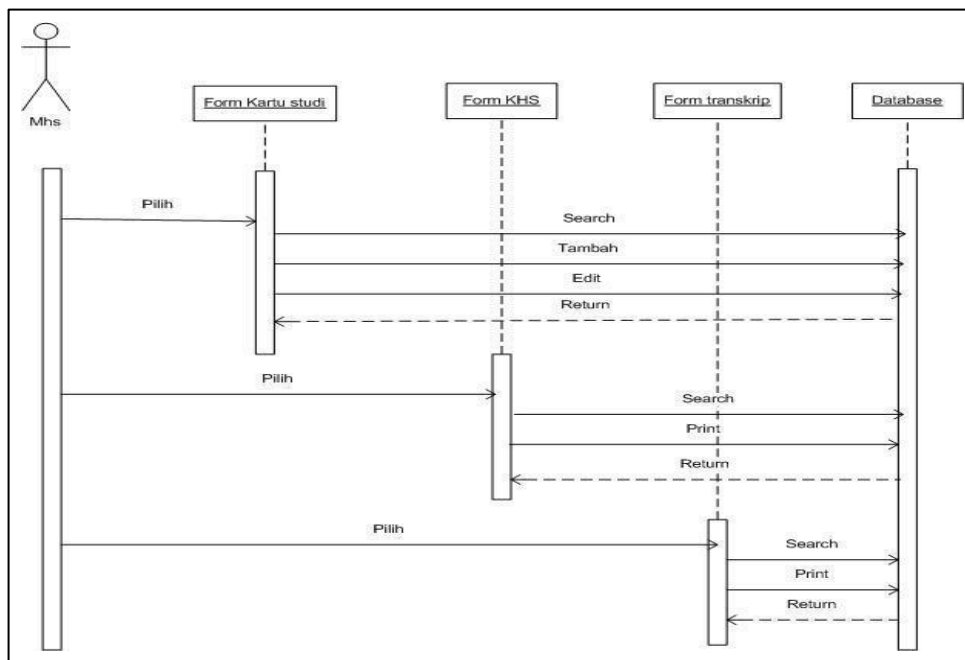 Mhs
Form Kartu studi
Form KHS
Form transkrip
Database
Pilih
Search
Tambah
Edit
Return
Pilih
Search
Print
Return
Pilih
Search
Print
Return